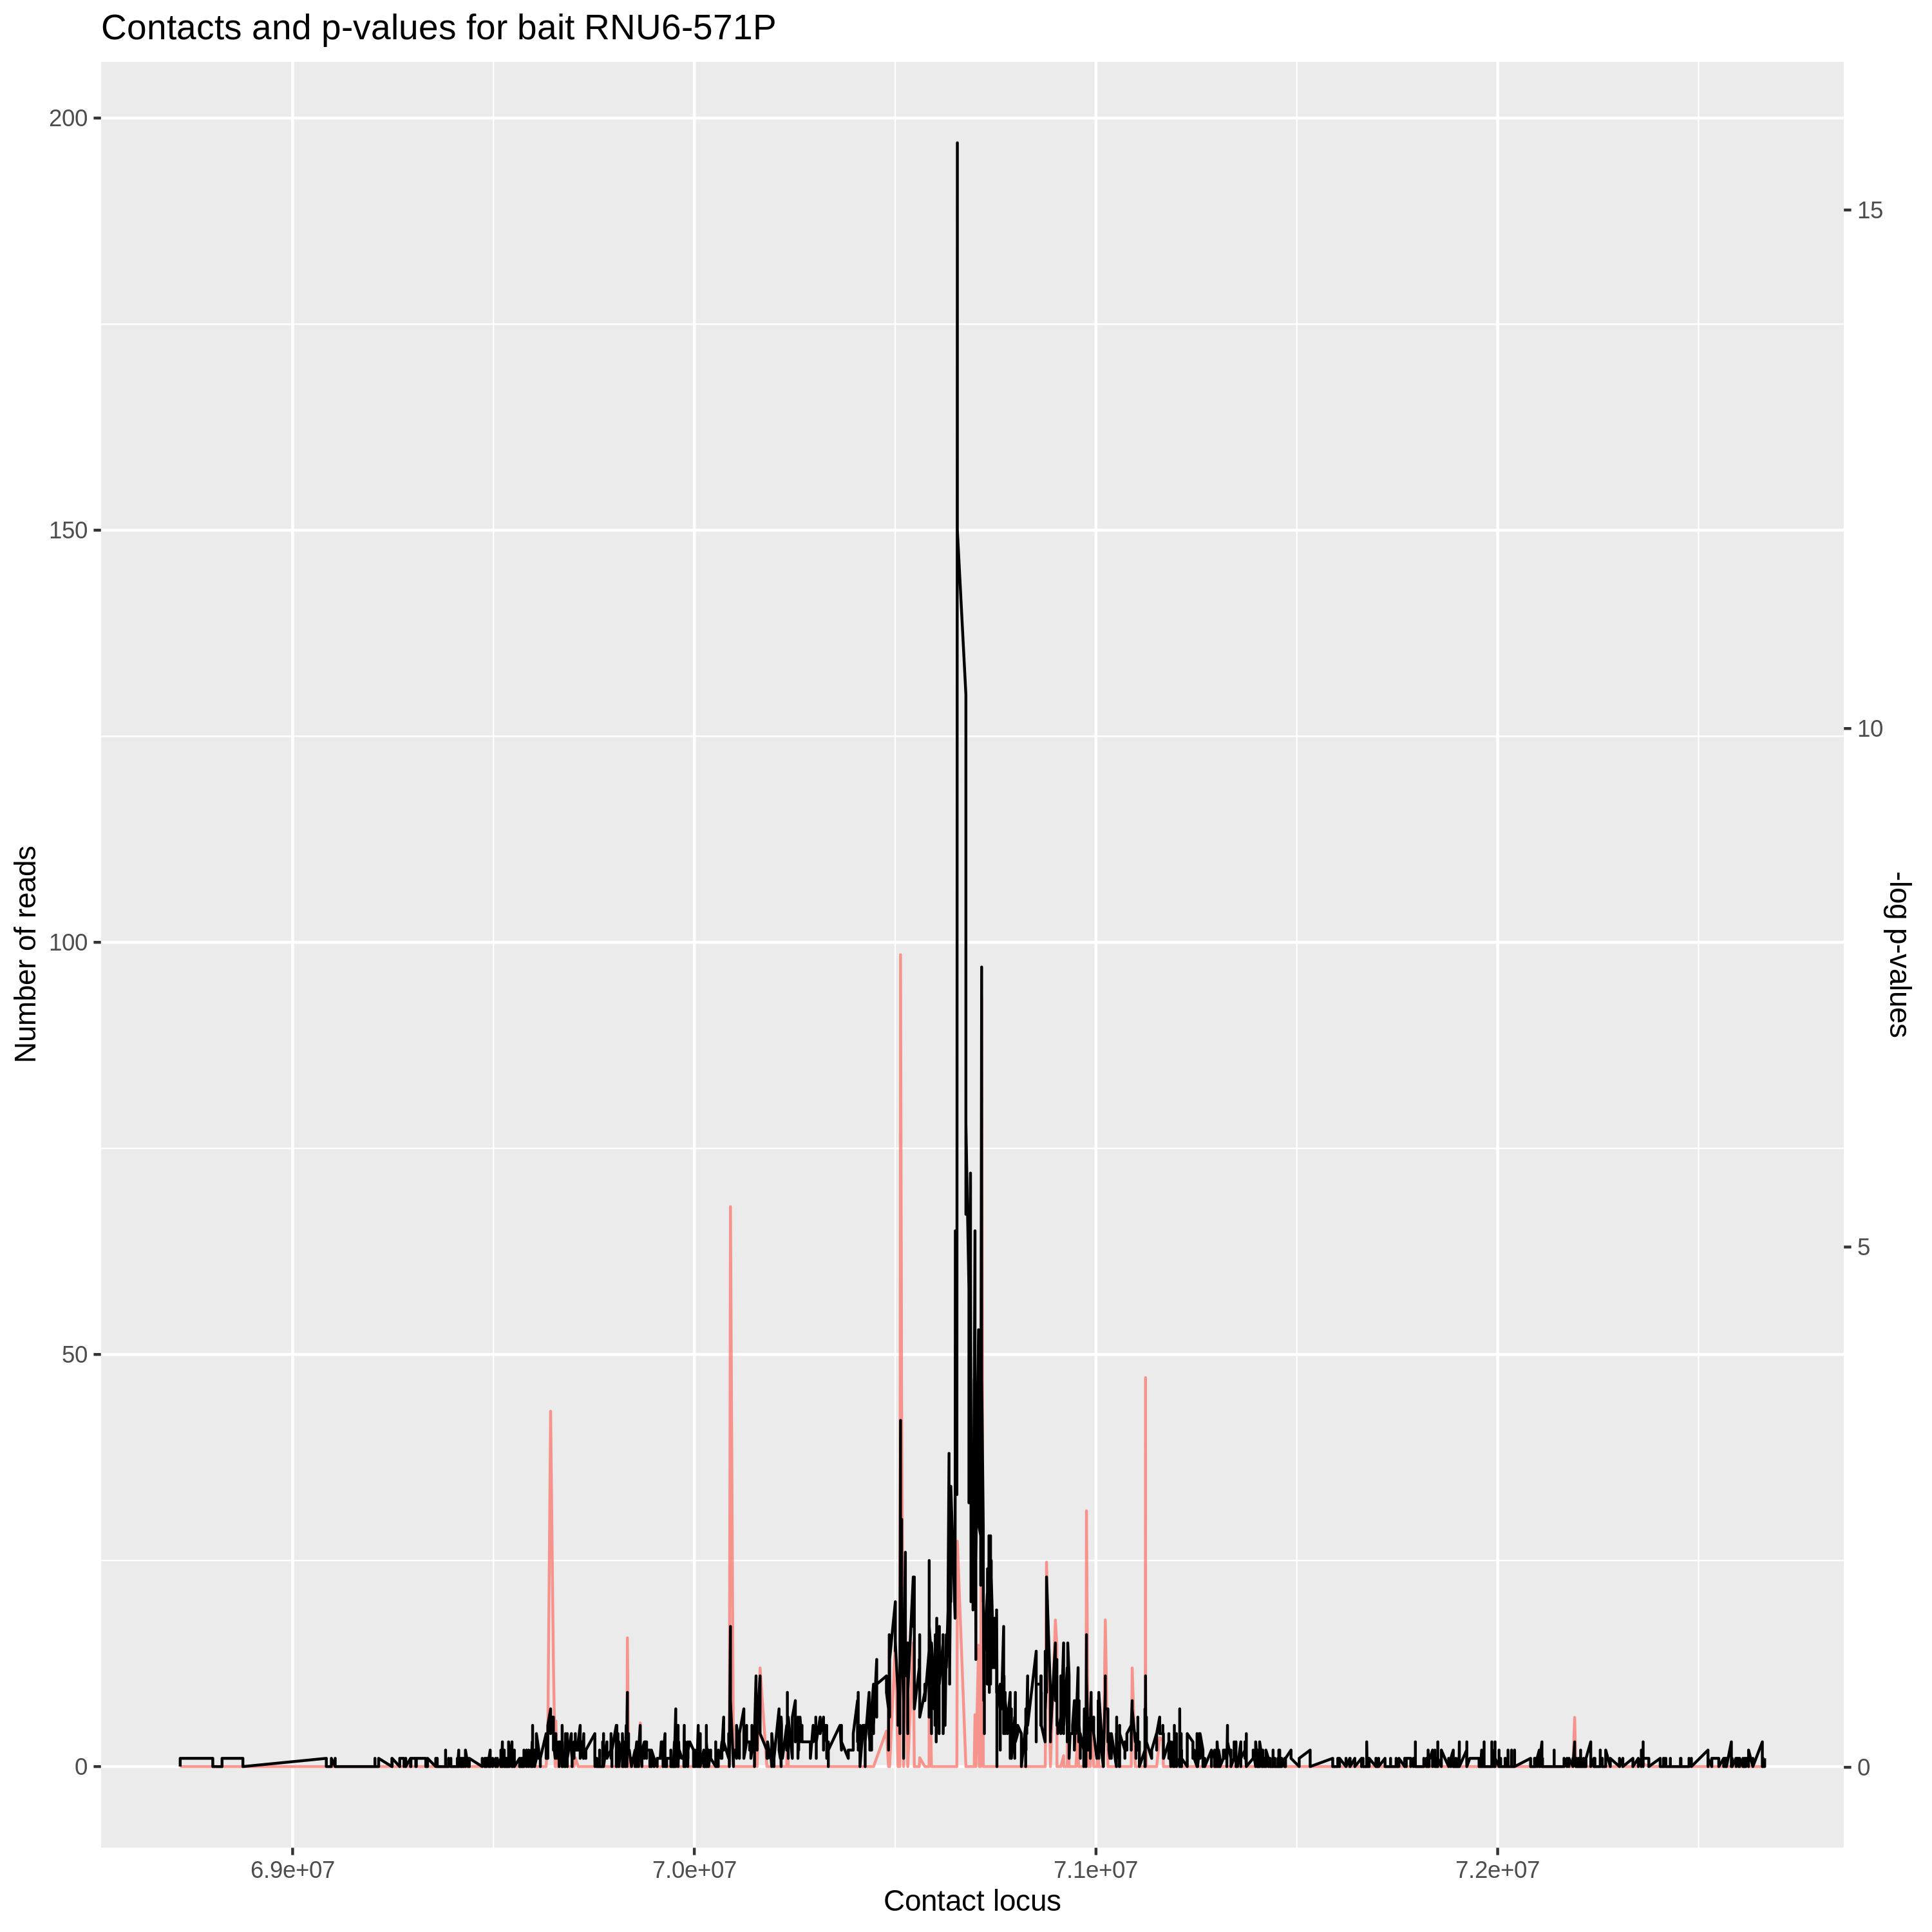 Contacts and p-values for bait RNU6-571P
200
150
100
50
0
Number of reads
15
10
5
0
-log p-values
6.9e+07 7.0e+07 7.1e+07 7.2e+07
Contact locus